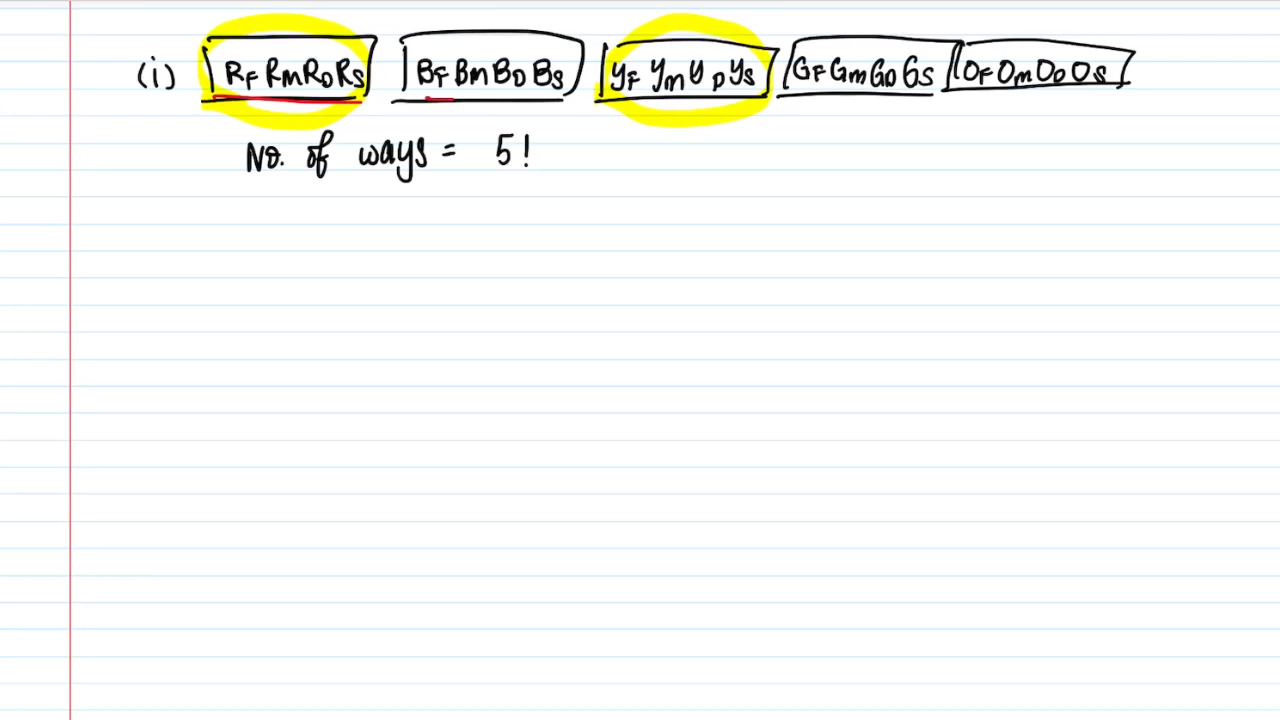 (i) RF Rm RD RS BF Bm BD BS yF ym yD yS GF Gm GD GS OF Om OD OS
No. of ways = 5!